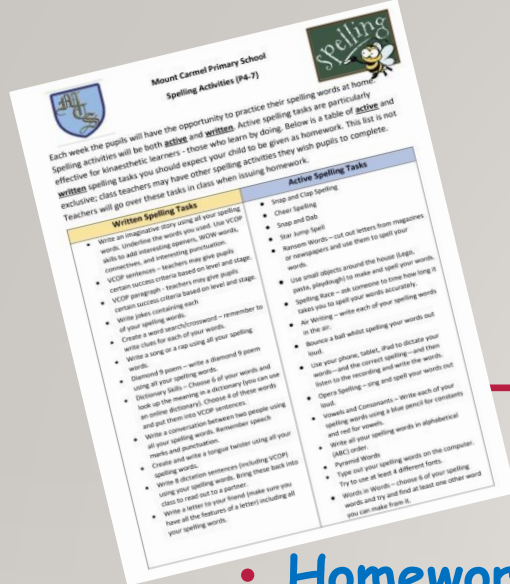 Mount Carmel Primary School
Spelling Activities (P4-7)
spelling
Each week the pupils will have the opportunity to practice their spelling words at home.
Spelling activities will be both active and written. Active spelling tasks are particularly
effective for kinaesthetic learners - those who learn by doing. Below is a table of active and
written spelling tasks you should expect your child to be given as homework. This list is not
exclusive; class teachers may have other spelling activities they wish pupils to complete.
Teachers will go over these tasks in class when issuing homework.
Written Spelling Tasks
• Write an imaginative story using all your spelling
words. Underline the words you used. Use VCOP
skills to add interesting openers, WOW words,
connectives, and interesting punctuation.
• VCOP sentences – teachers may give pupils
certain success criteria based on level and stage.
• VCOP paragraph - teachers may give pupils
certain success criteria based on level and stage.
• Write jokes containing each
of your spelling words.
• Create a word search/crossword – remember to
write clues for each of your words.
• Write a song or a rap using all your spelling
words.
• Diamond 9 poem – write a diamond 9 poem
using all your spelling words.
• Dictionary Skills – Choose 6 of your words and
look up the meaning in a dictionary (you can use
an online dictionary). Choose 4 of these words
and put them into VCOP sentences.
• Write a conversation between two people using
all your spelling words. Remember speech
marks and punctuation.
• Create and write a tongue twister using all your
spelling words.
• Write 8 dictation sentences (including VCOP)
using your spelling words. Bring these back into
class to read out to a partner.
• Write a letter to your friend (make sure you
have all the features of a letter) including all
your spelling words.
Active Spelling Tasks
• Snap and Clap Spelling
• Cheer Spelling
• Snap and Dab
• Star Jump Spell
• Ransom Words – cut out letters from magazines
or newspapers and use them to spell your
words.
• Use small objects around the house (Lego,
pasta, playdough) to make and spell your words.
• Spelling Race – ask someone to time how long it
takes you to spell your words accurately.
• Air Writing – write each of your spelling words
in the air.
• Bounce a ball whilst spelling your words out
loud.
• Use your phone, tablet, iPad to dictate your
words—and the correct spelling—and then
listen to the recording and write the words.
• Opera Spelling – sing and spell your words out
loud.
• Vowels and Consonants – Write each of your
spelling words using a blue pencil for constants
and red for vowels.
• Write all your spelling words in alphabetical
(ABC) order.
• Pyramid Words
• Type out your spelling words on the computer.
Try to use at least 4 different fonts.
• Words in Words – choose 6 of your spelling
words and try and find at least one other word
you can make from it.
• Homewor